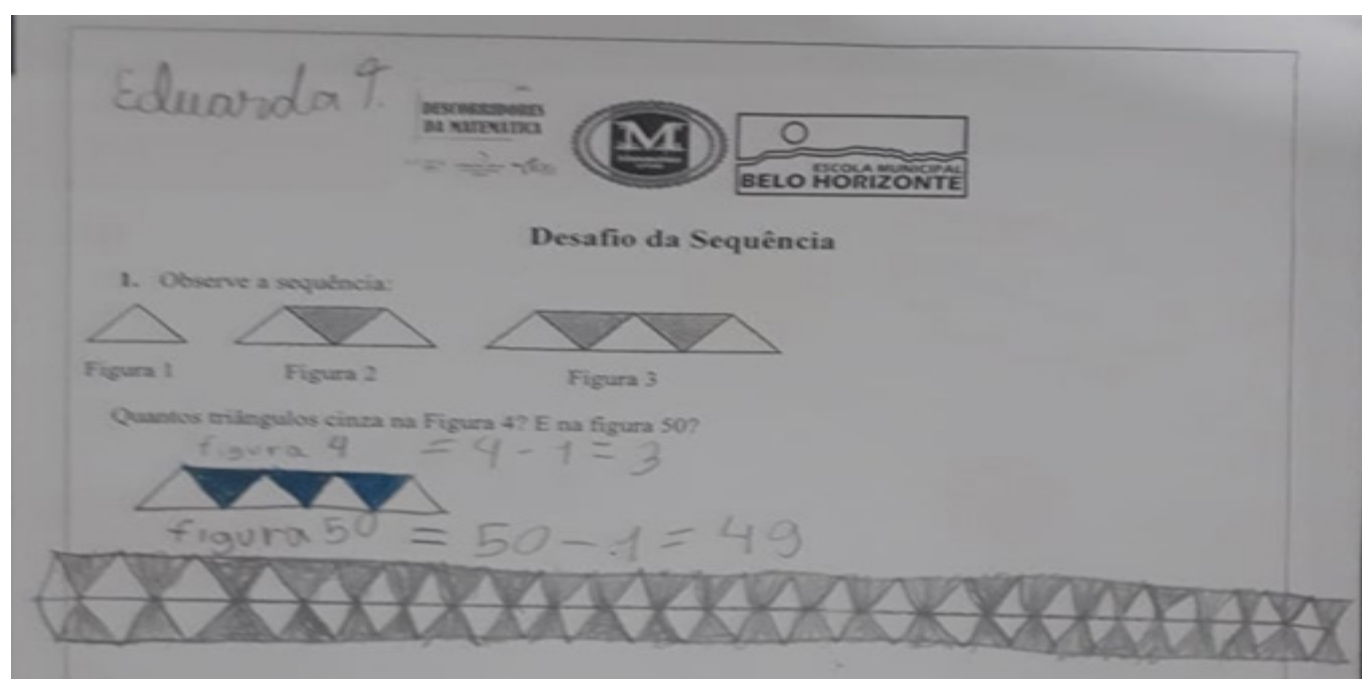 Eduarda T.
DESCOBRIDORES
DA MATEMÁTICA
M
ESCOLA MUNICIPAL
BELO HORIZONTE
Desafio da Sequência
1. Observe a sequência:
Figura 1 Figura 2 Figura 3
Quantos triângulos cinza na Figura 4? E na figura 50?
figura 4 = 4 - 1 = 3
figura 50 = 50 - 1 = 49